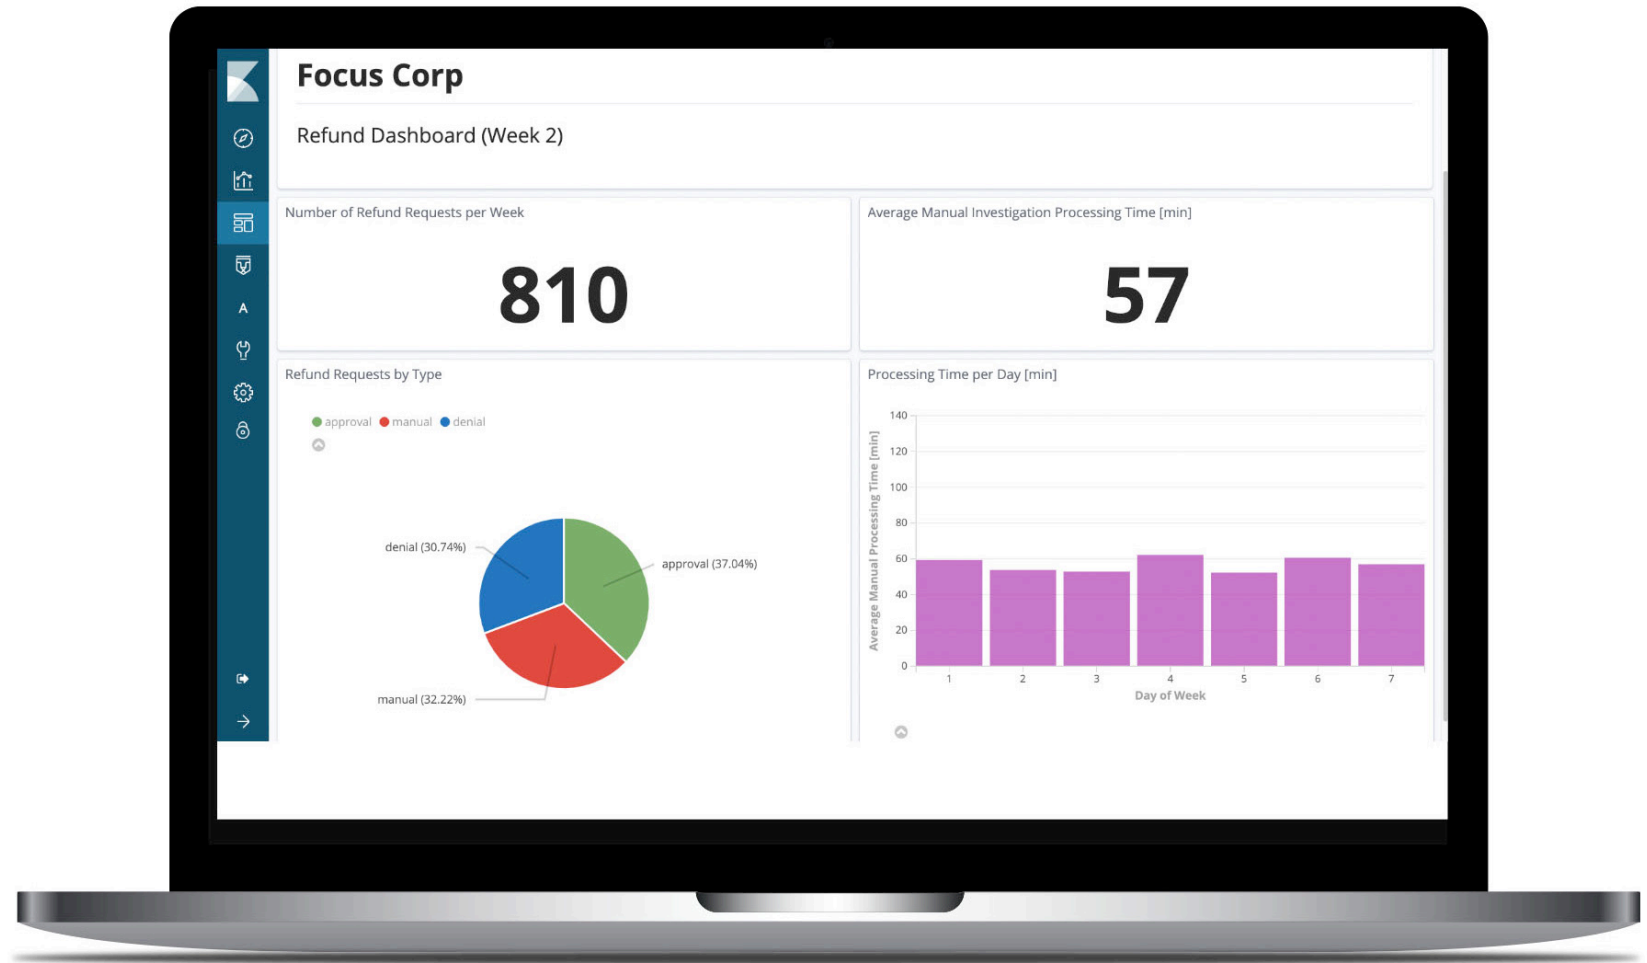 Focus Corp
Refund Dashboard (Week 2)
Number of Refund Requests per Week
810
Average Manual Investigation Processing Time [min]
57
A
Refund Requests by Type
approval manual denial
denial (30.74%)
approval (37.04%)
manual (32.22%)
Processing Time per Day [min]
Average Manual Processing Time [min]
140
120
100
80
60
40
20
0
1 2 3 4 5 6 7
Day of Week